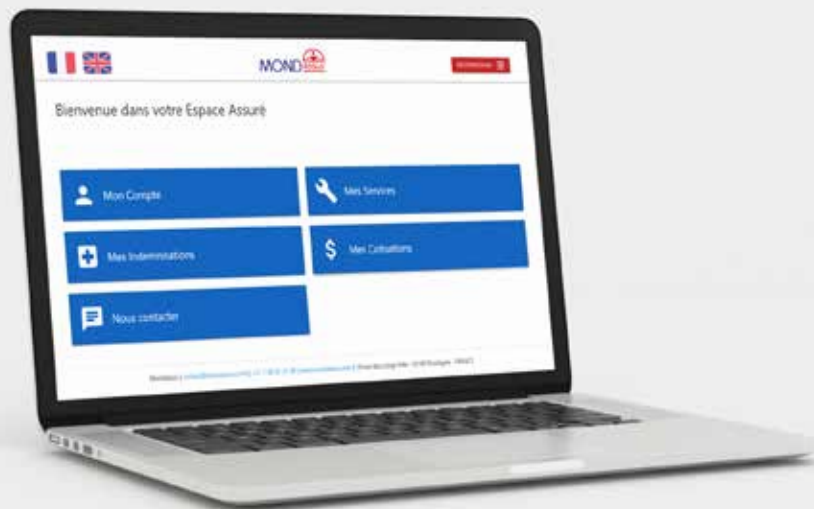 MOND
Bienvenue dans votre Espace Assuré
Mon Compte
Mes Services
Mes Indemnisations
Mes Cotisations
Nous contacter